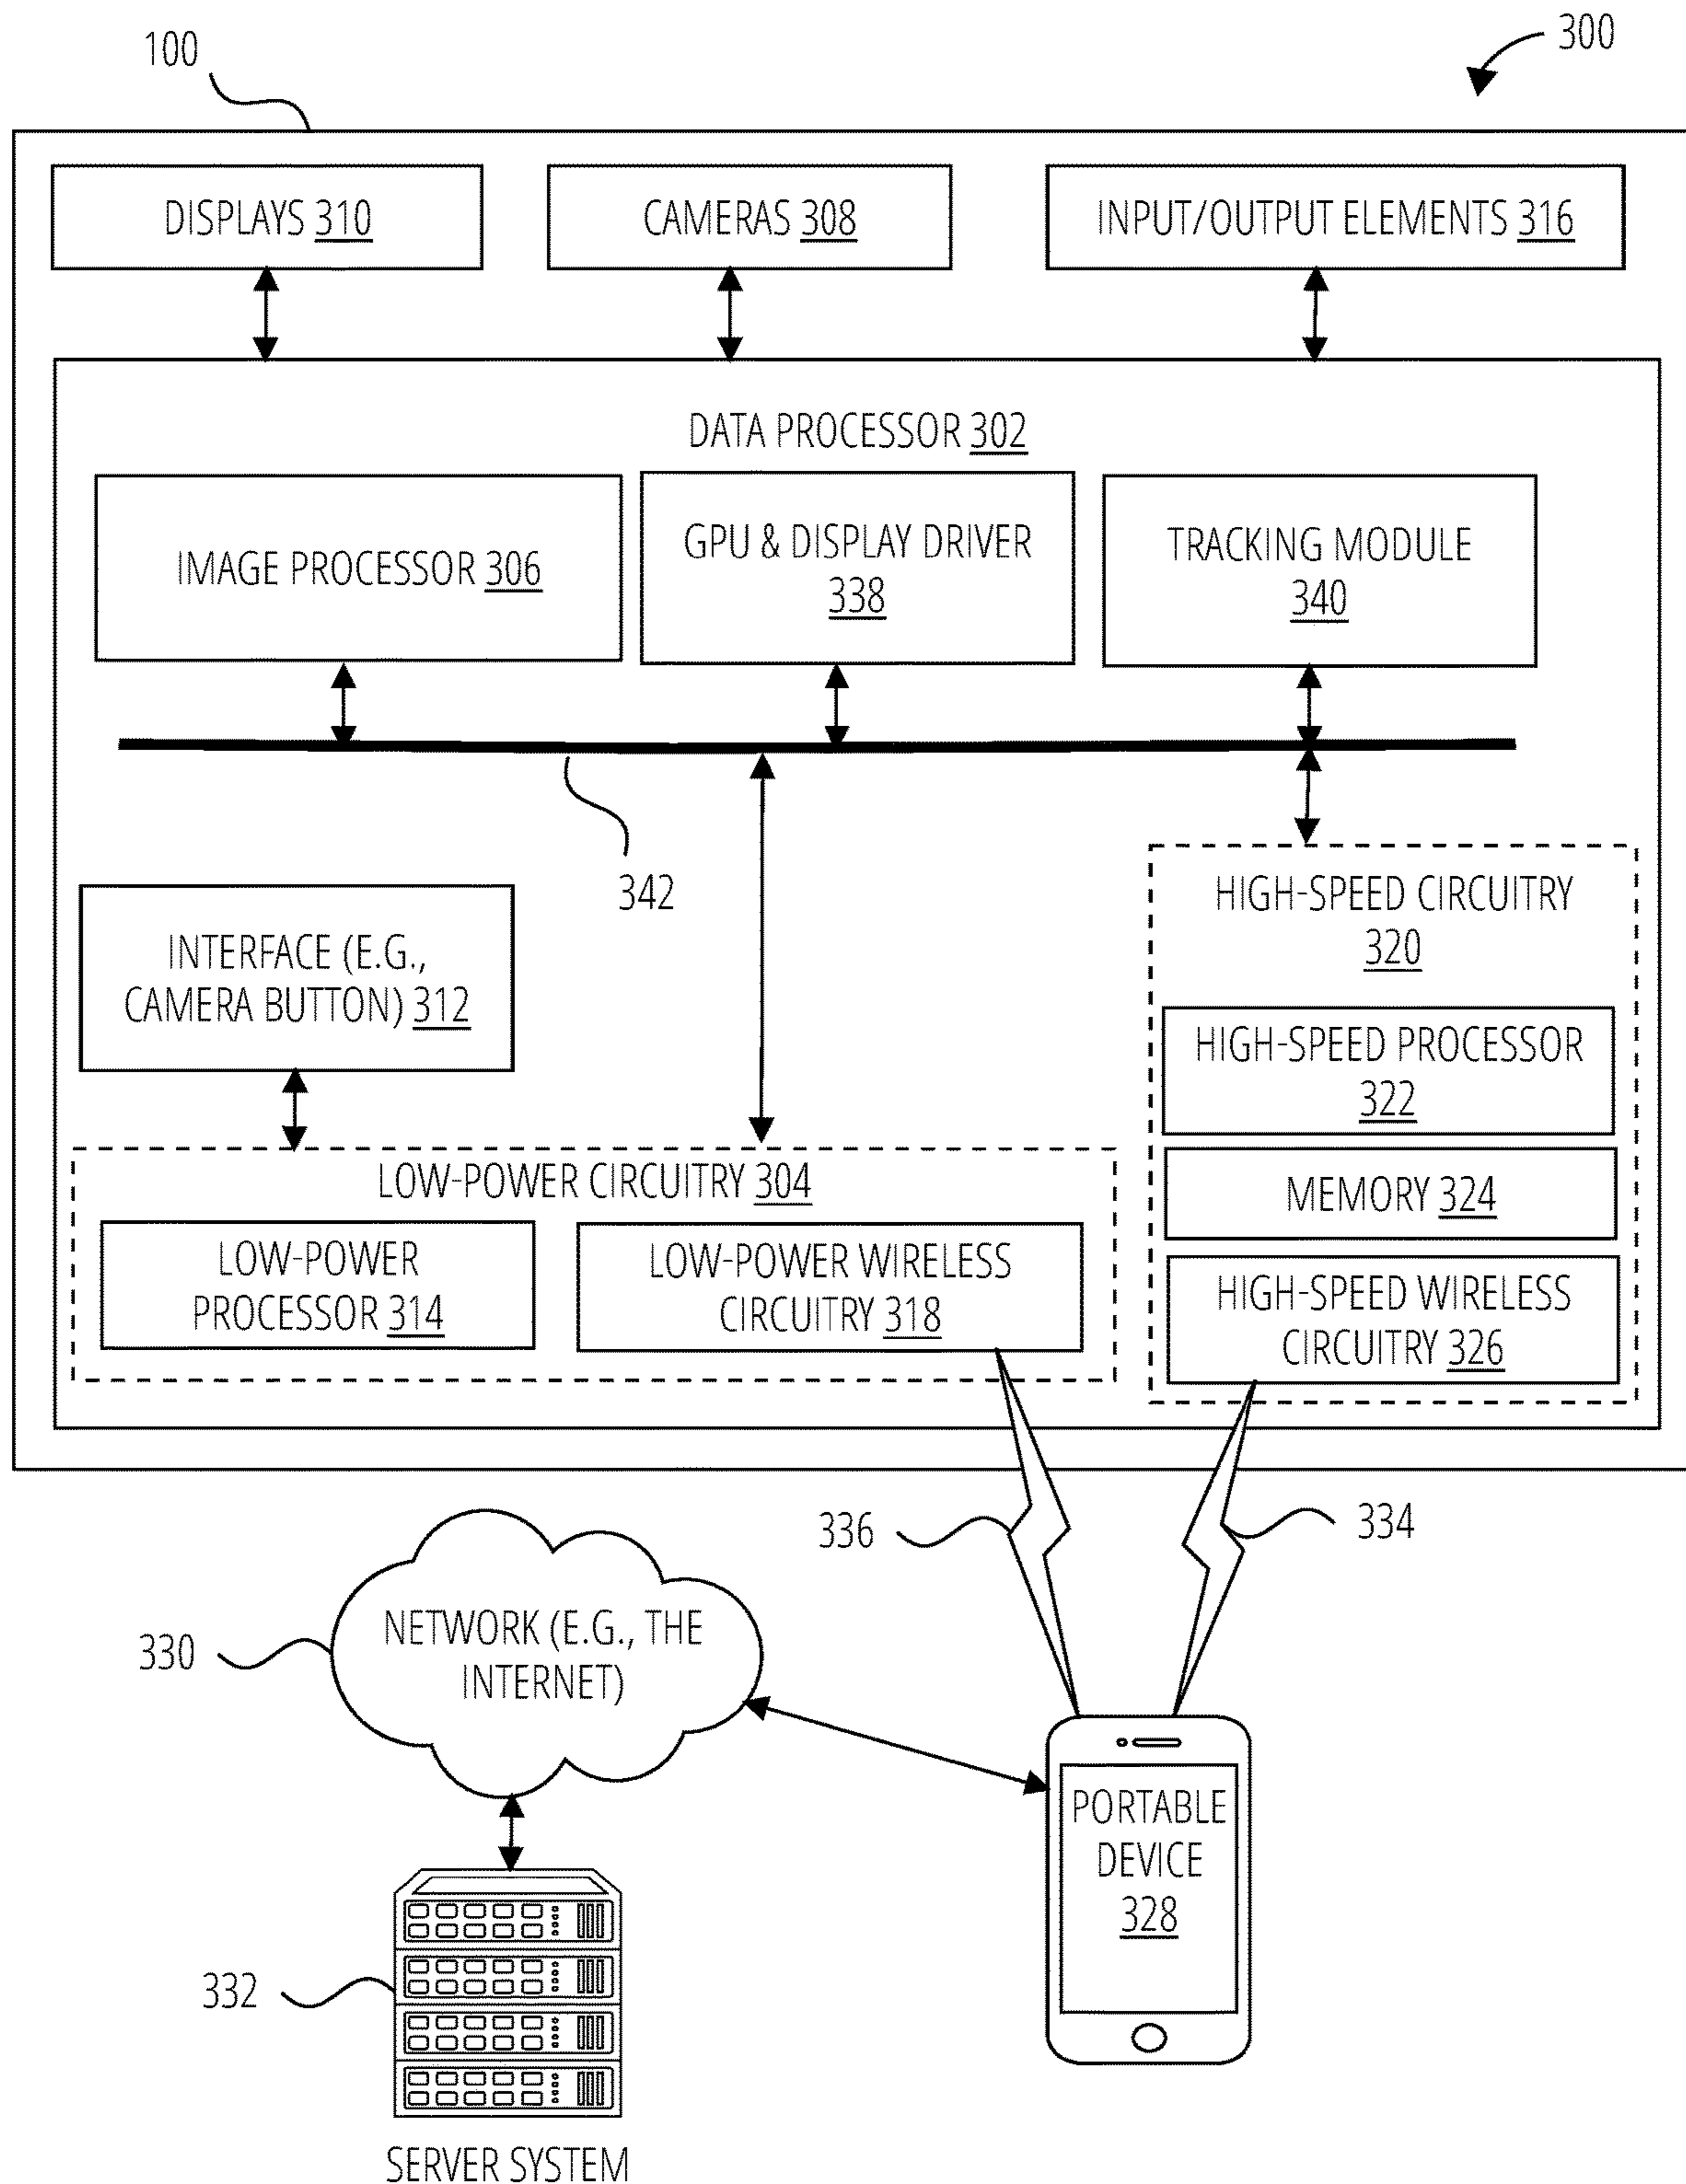 300
100
DISPLAYS 310
CAMERAS 308
INPUT/OUTPUT ELEMENTS 316
DATA PROCESSOR 302
IMAGE PROCESSOR 306
GPU & DISPLAY DRIVER
338
TRACKING MODULE
340
342
INTERFACE (E.G.,
CAMERA BUTTON) 312
HIGH-SPEED CIRCUITRY
320
HIGH-SPEED PROCESSOR
322
MEMORY 324
HIGH-SPEED WIRELESS
CIRCUITRY 326
LOW-POWER CIRCUITRY 304
LOW-POWER
PROCESSOR 314
LOW-POWER WIRELESS
CIRCUITRY 318
336
334
330
NETWORK (E.G., THE
INTERNET)
PORTABLE
DEVICE
328
332
SERVER SYSTEM